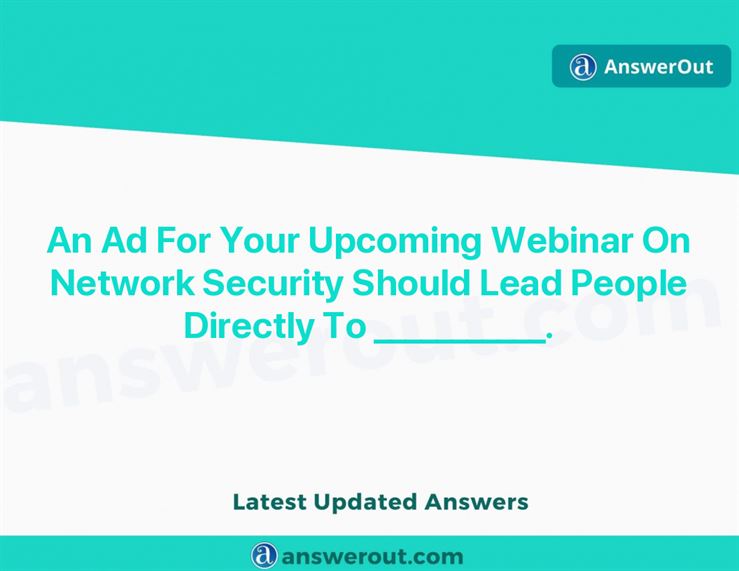 AnswerOut
An Ad For Your Upcoming Webinar On
Network Security Should Lead People
Directly To __________.
answerout.com
Latest Updated Answers
answerout.com